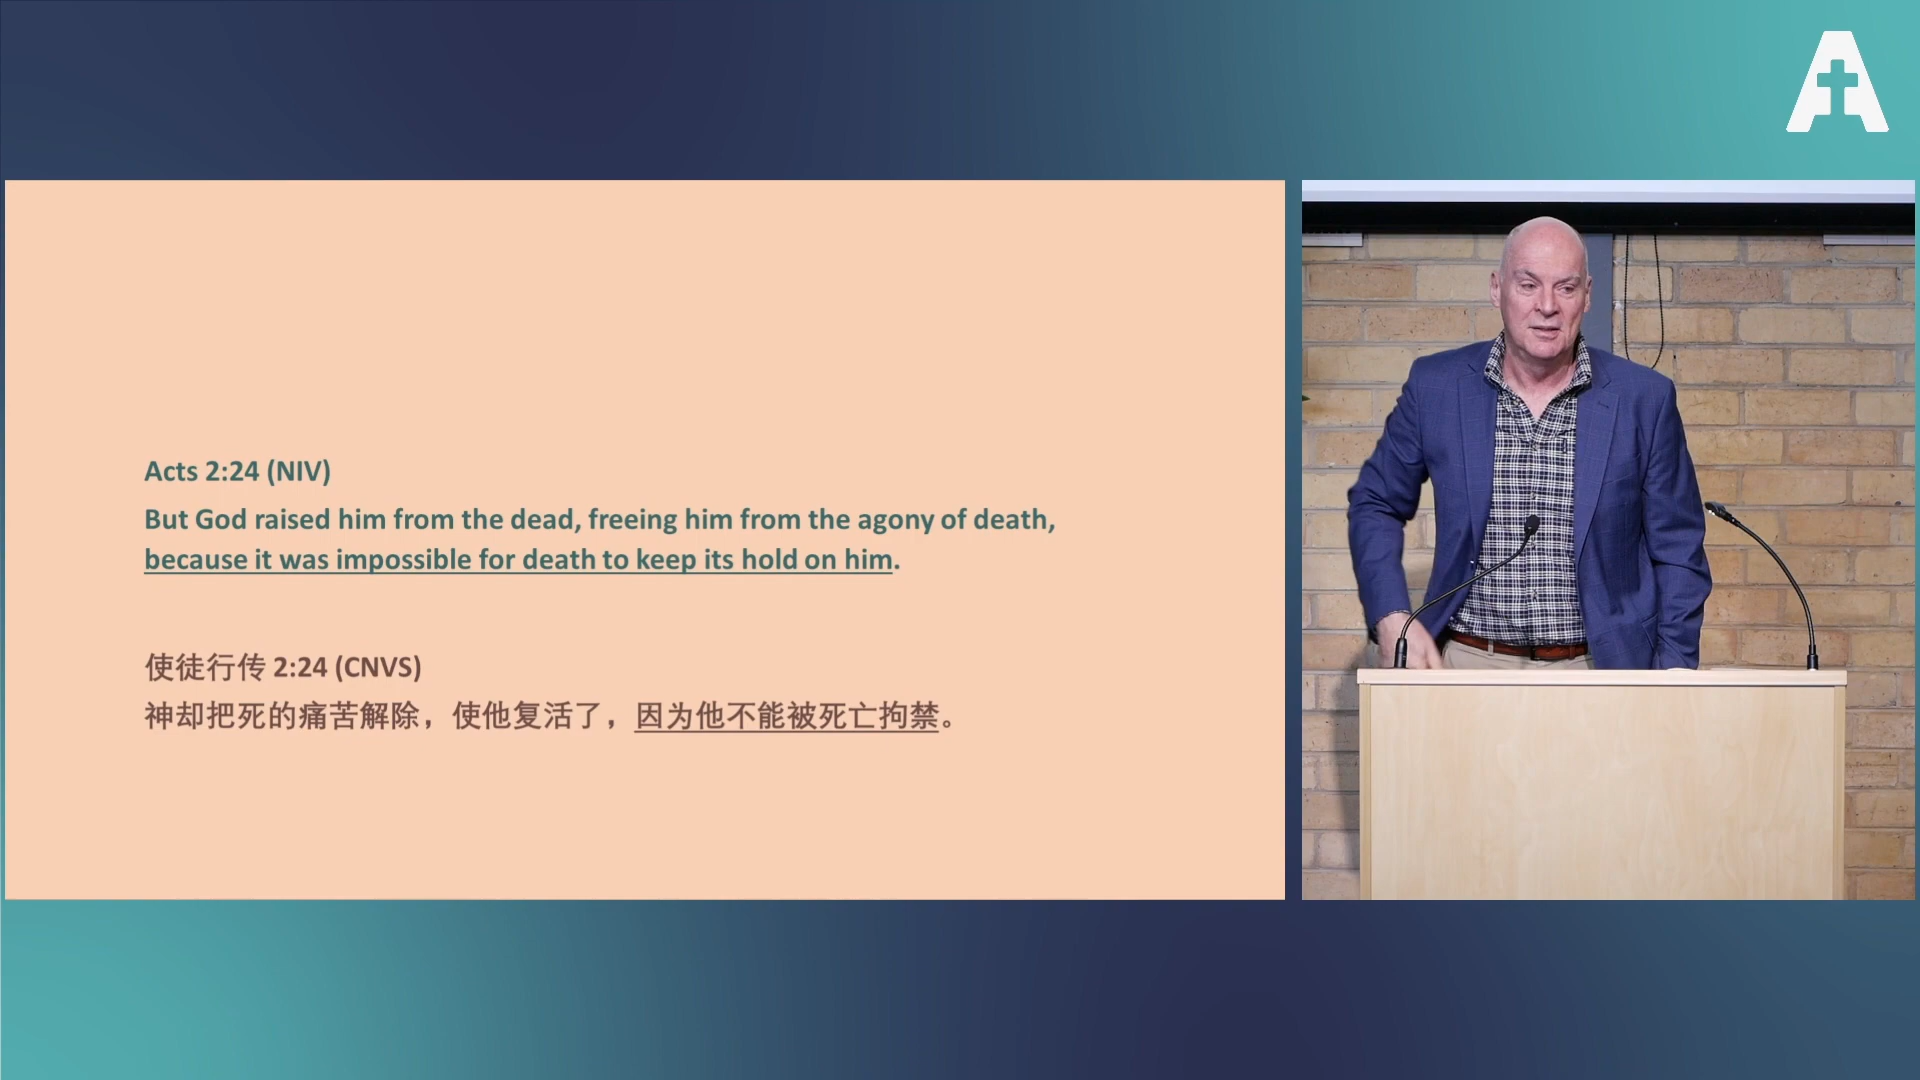 Acts 2:24 (NIV)
But God raised him from the dead, freeing him from the agony of death,
because it was impossible for death to keep its hold on him.
使徒行传 2:24 (CNVS)
神却把死的痛苦解除，使他复活了，因为他不能被死亡拘禁。